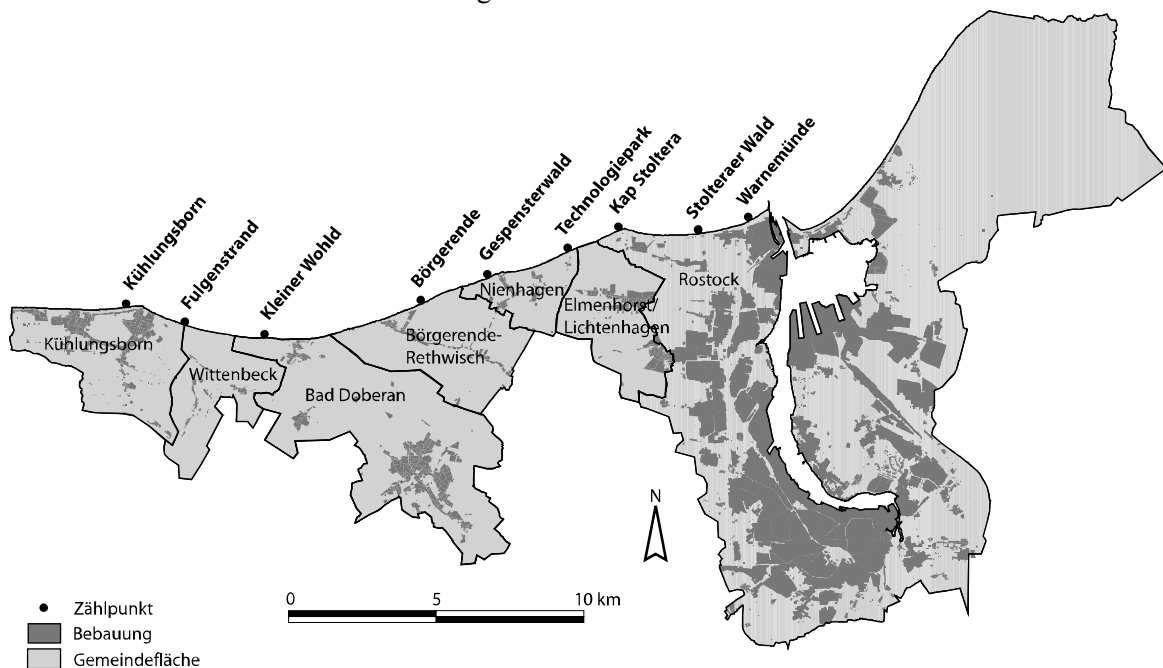 Kühlungsborn
Fulgenstrand
Kleiner Wohld
Börgerende
Gespensterwald
Technologiepark
Kap Stoltera
Stolteraer Wald
Warnemünde
Kühlungsborn
Wittenbeck
Bad Doberan
Börgerende-
Rethwisch
Nienhagen
Elmenhorst/
Lichtenhagen
Rostock
N
0 5 10 km
Zählpunkt
Bebauung
Gemeindefläche